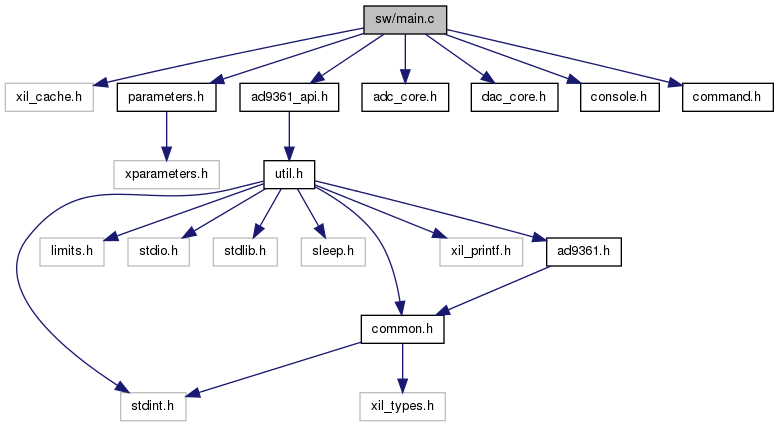 sw/main.c
xil_cache.h
parameters.h
ad9361_api.h
adc_core.h
dac_core.h
console.h
command.h
xparameters.h
util.h
limits.h
stdio.h
stdlib.h
sleep.h
xil_printf.h
ad9361.h
common.h
stdint.h
xil_types.h